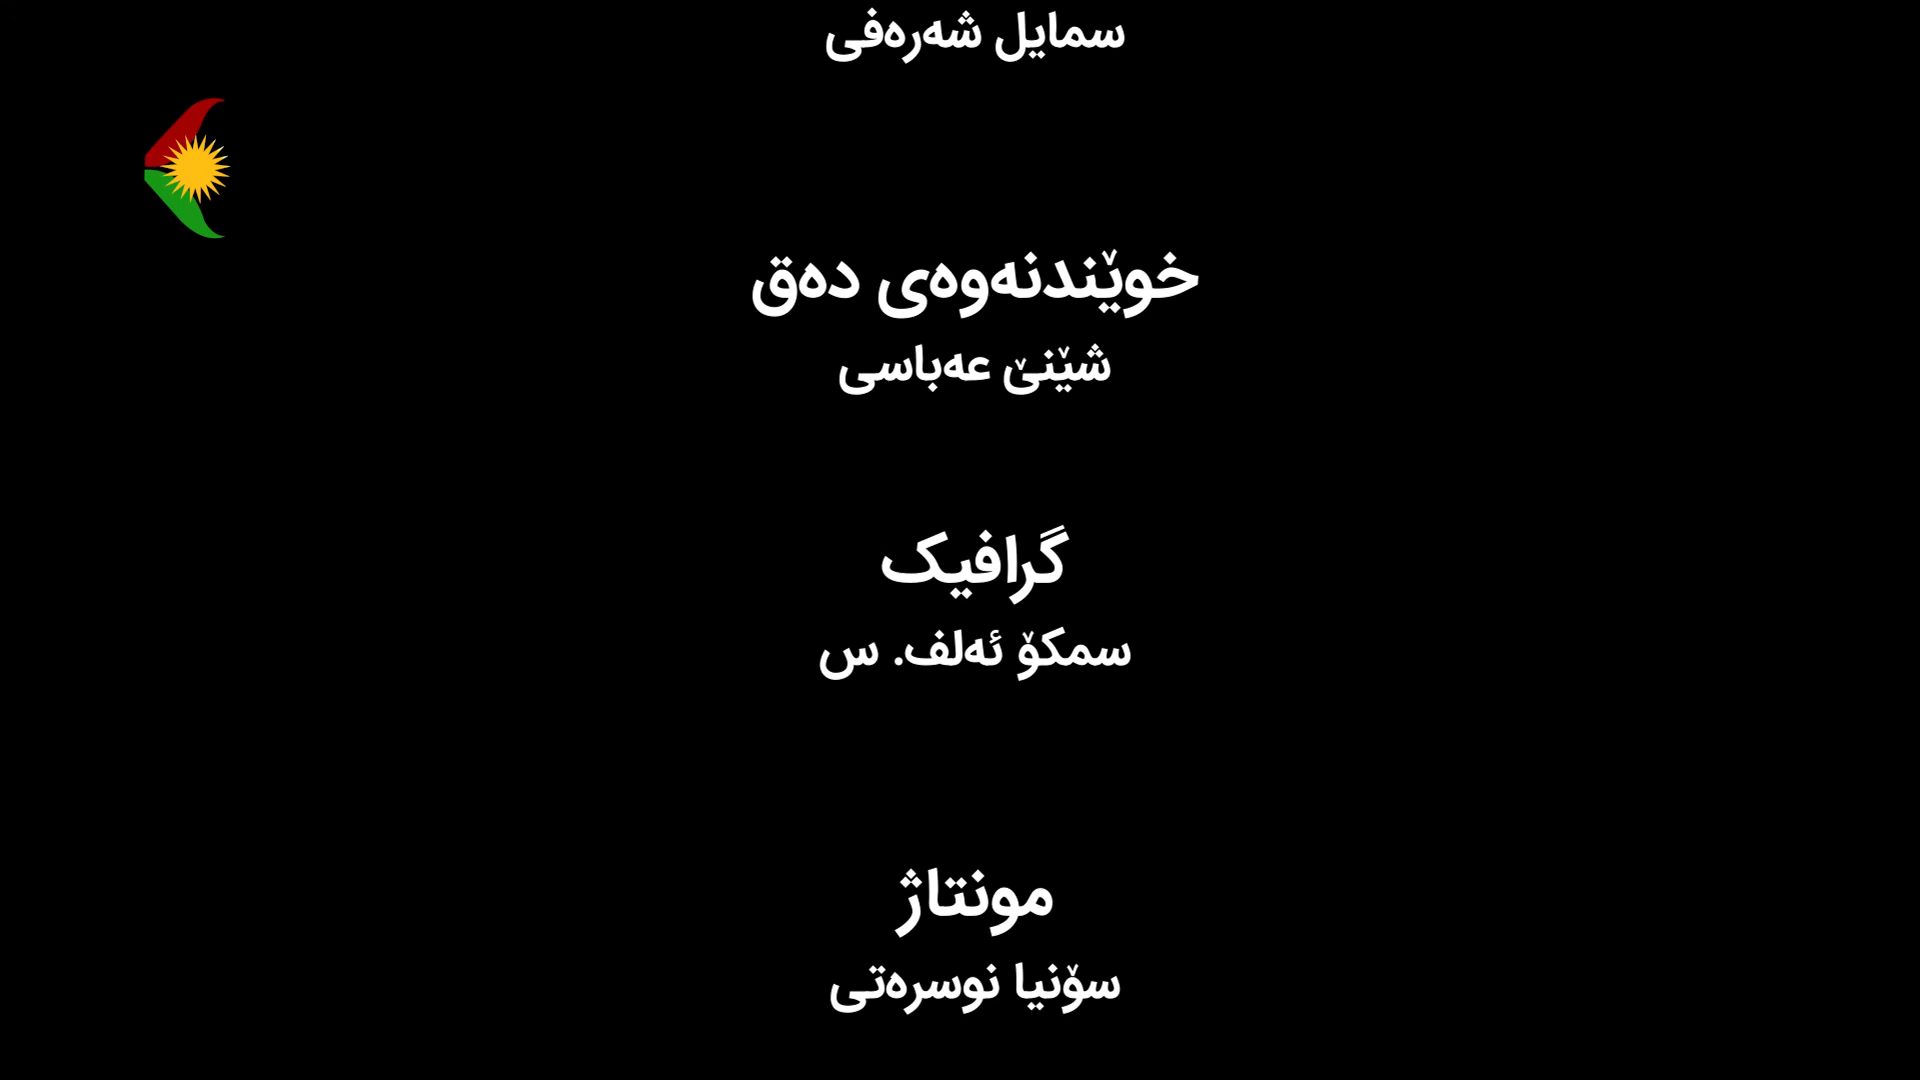 سمایل شەرەفی
خوێندنەوەی دەق
شێنێ عەباسی
گرافیک
سمکۆ ئەلف. س
مونتاژ
سۆنیا نوسرەتی